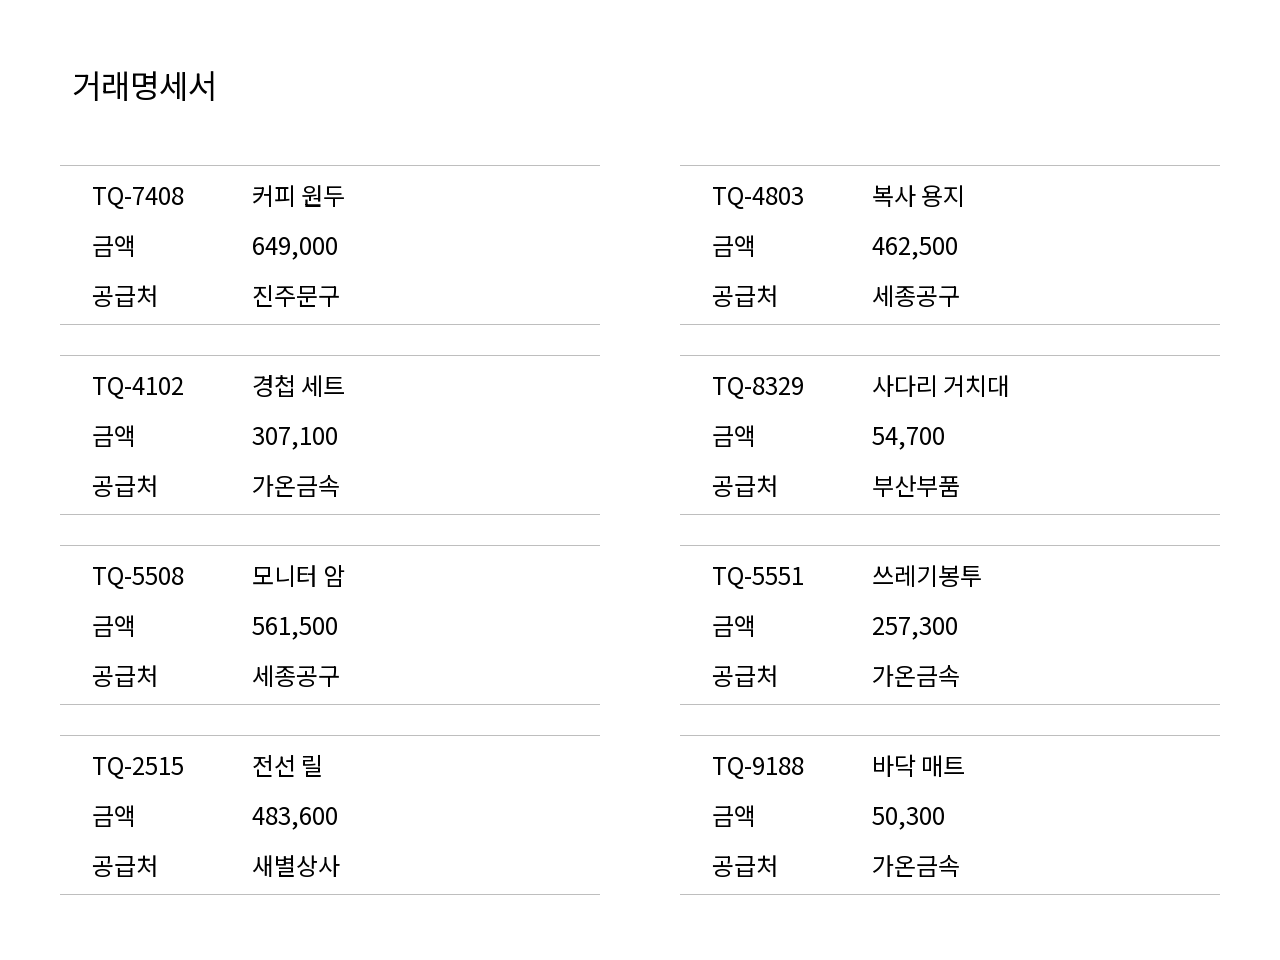 거래명세서
TQ-7408 커피 원두
금액 649,000
공급처 진주문구
TQ-4803 복사 용지
금액 462,500
공급처 세종공구
TQ-4102 경첩 세트
금액 307,100
공급처 가온금속
TQ-8329 사다리 거치대
금액 54,700
공급처 부산부품
TQ-5508 모니터 암
금액 561,500
공급처 세종공구
TQ-5551 쓰레기봉투
금액 257,300
공급처 가온금속
TQ-2515 전선 릴
금액 483,600
공급처 새별상사
TQ-9188 바닥 매트
금액 50,300
공급처 가온금속